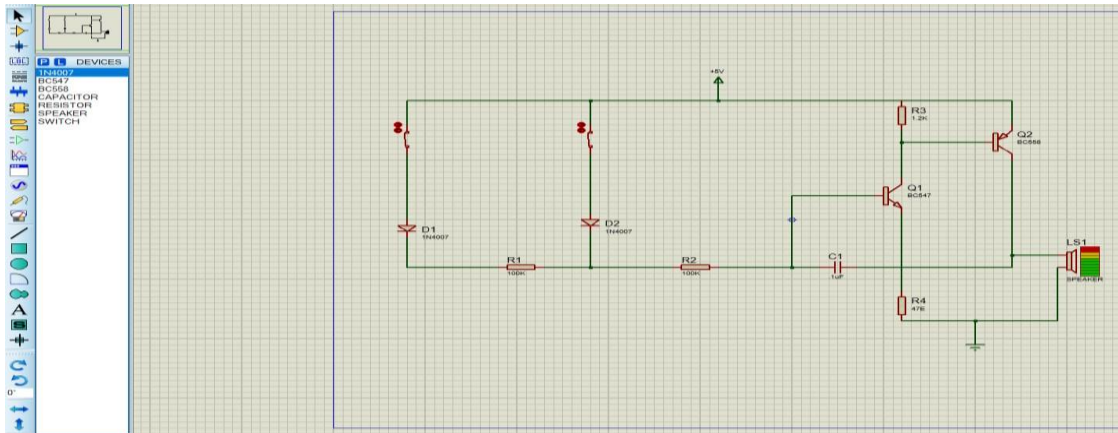 P L DEVICES
1N4007
BC547
BC558
CAPACITOR
RESISTOR
SPEAKER
SWITCH
LBL
A
S
0°
+5V
R3
1.2K
Q2
BC558
Q1
BC547
D1
1N4007
D2
1N4007
R1
100K
R2
100K
C1
1uF
LS1
SPEAKER
R4
47E